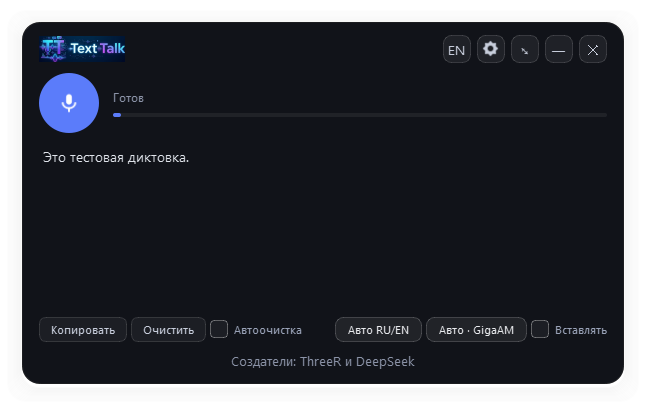 TT Text Talk EN
Готов
Это тестовая диктовка.
Копировать Очистить Автоочистка Авто RU/EN Авто · GigaAM Вставлять
Создатели: ThreeR и DeepSeek